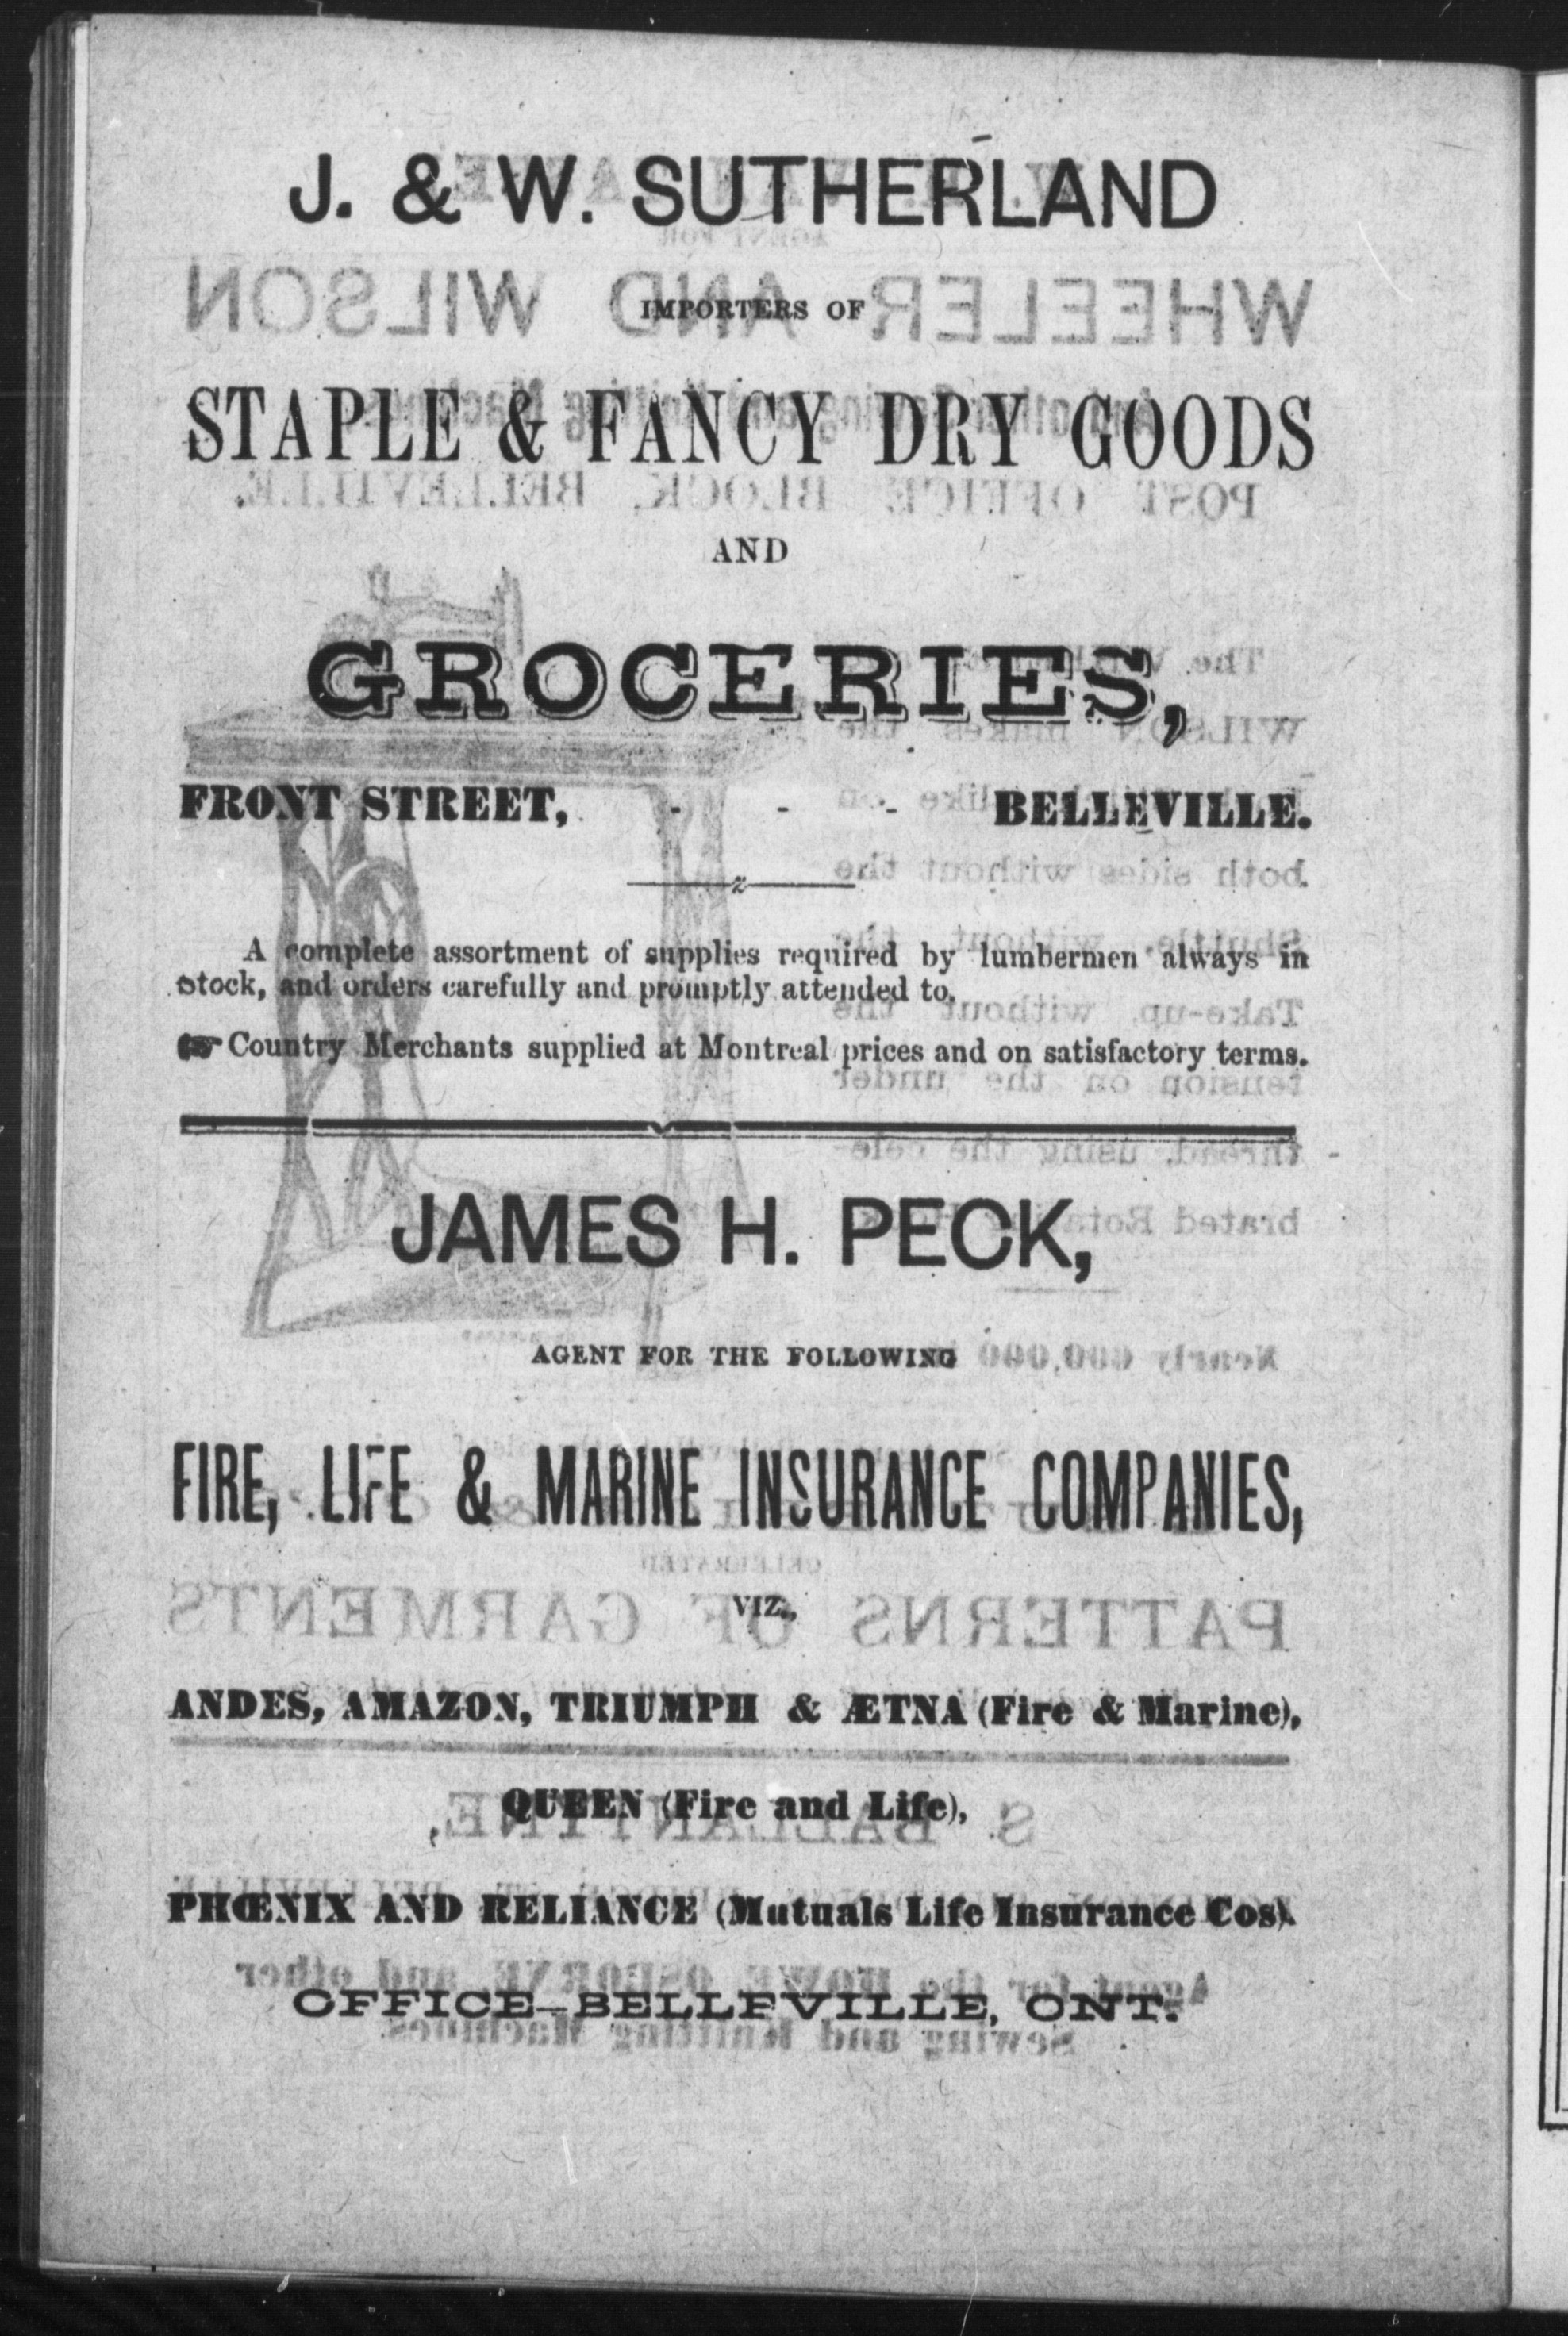 J. & W. SUTHERLAND
IMPORTERS OF
STAPLE & FANCY DRY GOODS
AND
GROCERIES,
FRONT STREET, - - - BELLEVILLE.
A complete assortment of supplies required by lumbermen always in
stock, and orders carefully and promptly attended to.
☞ Country Merchants supplied at Montreal prices and on satisfactory terms.
JAMES H. PECK,
AGENT FOR THE FOLLOWING
FIRE, LIFE & MARINE INSURANCE COMPANIES,
VIZ.,
ANDES, AMAZON, TRIUMPH & ÆTNA (Fire & Marine),
QUEEN (Fire and Life),
PHŒNIX AND RELIANCE (Mutuals Life Insurance Cos).
OFFICE—BELLEVILLE, ONT.